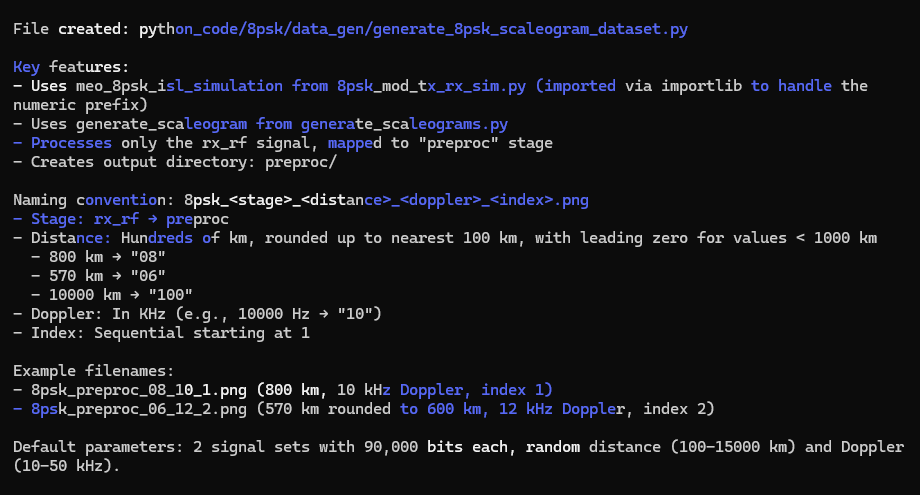 File created: python_code/8psk/data_gen/generate_8psk_scaleogram_dataset.py
Key features:
- Uses meo_8psk_isl_simulation from 8psk_mod_tx_rx_sim.py (imported via importlib to handle the
numeric prefix)
- Uses generate_scaleogram from generate_scaleograms.py
- Processes only the rx_rf signal, mapped to "preproc" stage
- Creates output directory: preproc/
Naming convention: 8psk_<stage>_<distance>_<doppler>_<index>.png
- Stage: rx_rf → preproc
- Distance: Hundreds of km, rounded up to nearest 100 km, with leading zero for values < 1000 km
- 800 km → "08"
- 570 km → "06"
- 10000 km → "100"
- Doppler: In KHz (e.g., 10000 Hz → "10")
- Index: Sequential starting at 1
Example filenames:
- 8psk_preproc_08_10_1.png (800 km, 10 kHz Doppler, index 1)
- 8psk_preproc_06_12_2.png (570 km rounded to 600 km, 12 kHz Doppler, index 2)
Default parameters: 2 signal sets with 90,000 bits each, random distance (100-15000 km) and Doppler
(10-50 kHz).